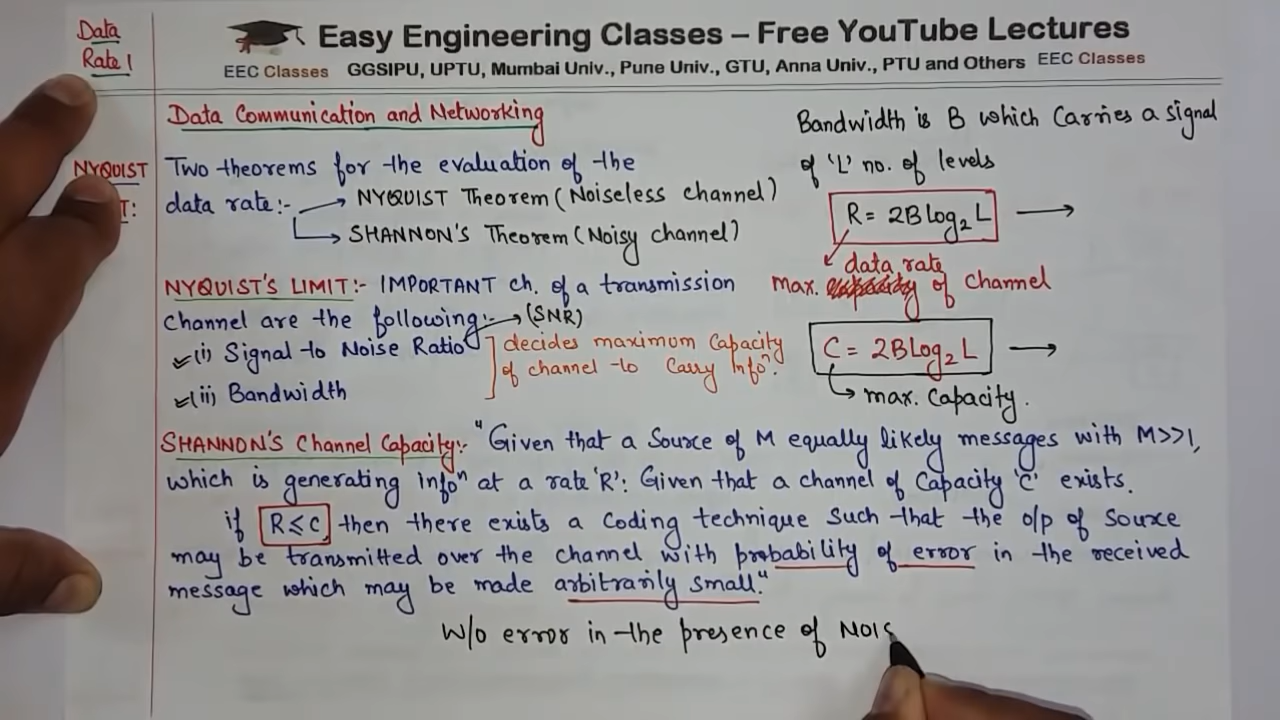 Data
Rate 1
Easy Engineering Classes – Free YouTube Lectures
EEC Classes GGSIPU, UPTU, Mumbai Univ., Pune Univ., GTU, Anna Univ., PTU and Others EEC Classes
Data Communication and Networking
NYQUIST
T:
Two theorems for the evaluation of the
data rate:-
NYQUIST Theorem (Noiseless channel)
SHANNON'S Theorem (Noisy channel)
NYQUIST'S LIMIT:- IMPORTANT ch. of a transmission
channel are the following:-
(i) Signal to Noise Ratio (SNR)
(ii) Bandwidth
decides maximum capacity
of channel to Carry Infoⁿ.
Bandwidth is B which Carries a signal
of 'L' no. of levels
R = 2B log₂ L
data rate
max. of Channel
C = 2B Log₂ L
max. Capacity.
SHANNON'S Channel Capacity:- "Given that a Source of M equally likely messages with M>>1,
which is generating Infoⁿ at a rate 'R': Given that a channel of Capacity 'C' exists.
if R ≤ C, then there exists a Coding technique Such that the o/p of Source
may be transmitted over the channel with probability of error in the received
message which may be made arbitrarily small."
W/o error in the presence of NOIS